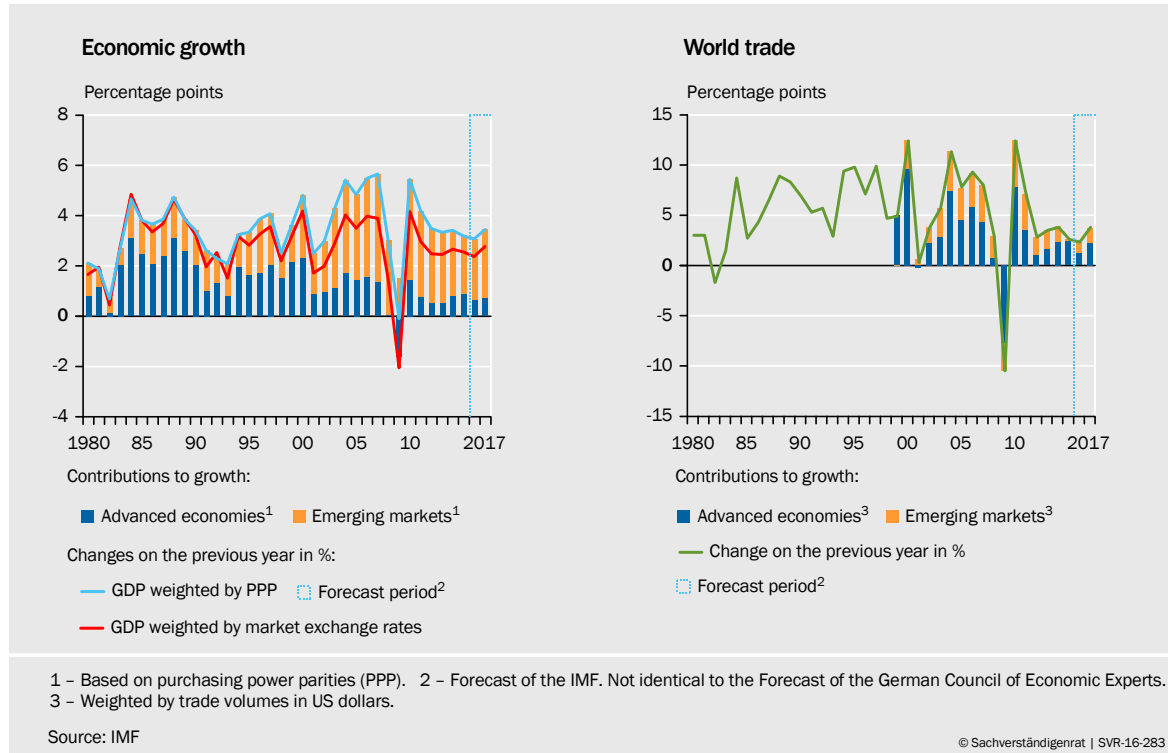 Economic growth
Percentage points
8
6
4
2
0
-2
-4
1980 85 90 95 00 05 10 2017
Contributions to growth:
Advanced economies1 Emerging markets1
Changes on the previous year in %:
GDP weighted by PPP Forecast period2
GDP weighted by market exchange rates
World trade
Percentage points
15
10
5
0
-5
-10
-15
1980 85 90 95 00 05 10 2017
Contributions to growth:
Advanced economies3 Emerging markets3
Change on the previous year in %
Forecast period2
1 – Based on purchasing power parities (PPP). 2 – Forecast of the IMF. Not identical to the Forecast of the German Council of Economic Experts.
3 – Weighted by trade volumes in US dollars.
Source: IMF
© Sachverständigenrat | SVR-16-283